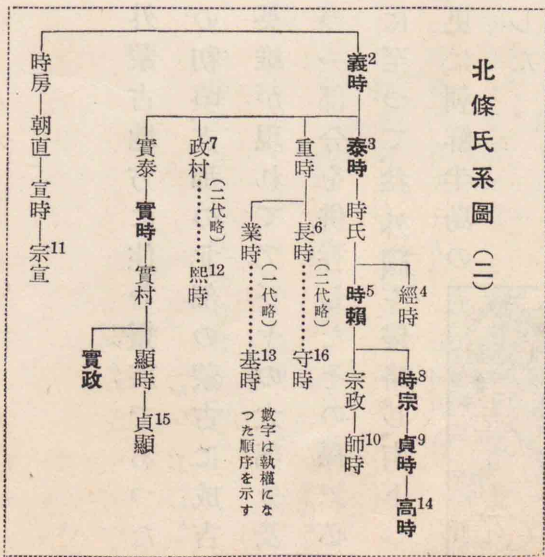 北條氏系圖(二)
義時2
泰時3
時氏
經時4
時賴5
時宗8
貞時9
高時14
宗政
師時10
重時
長時6
(二代略)
守時16
業時
(一代略)
基時13
政村7
(二代略)
煕時12
實泰
實時
實村
顯時
貞顯15
實政
時房
朝直
宣時
宗宣11
數字は執權にな
つた順序を示す